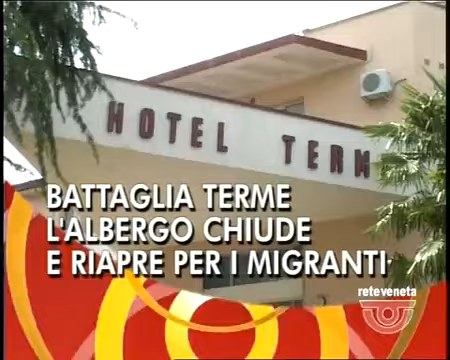 HOTEL TERM
BATTAGLIA TERME
L'ALBERGO CHIUDE
E RIAPRE PER I MIGRANTI
reteveneta